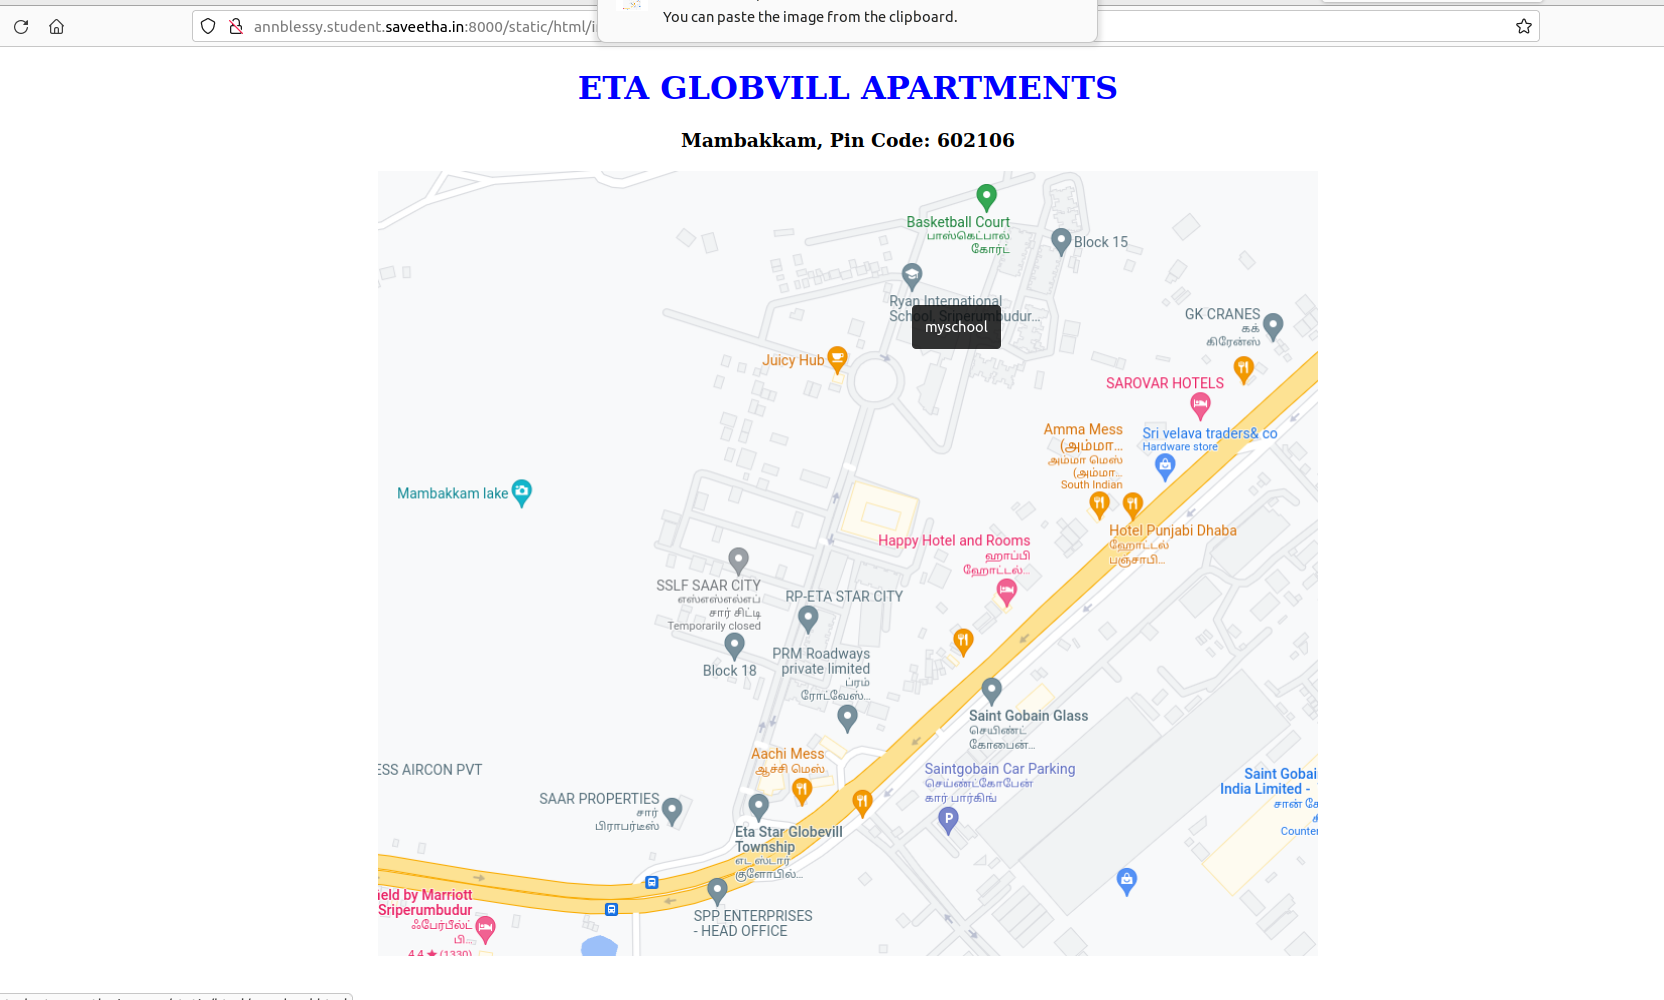 You can paste the image from the clipboard.
annblessy.student.saveetha.in:8000/static/html/i
ETA GLOBVILL APARTMENTS
Mambakkam, Pin Code: 602106
Basketball Court
பாஸ்கெட்பால்
கோர்ட்
Block 15
Ryan International
School, Sriperumbudur...
myschool
GK CRANES
கக்
கிரேன்ஸ்
Juicy Hub
SAROVAR HOTELS
Amma Mess
(அம்மா...
அம்மா மெஸ்
(அம்மா...
South Indian
Sri velava traders& co
Hardware store
Mambakkam lake
Hotel Punjabi Dhaba
ஹோட்டல்
பஞ்சாபி...
Happy Hotel and Rooms
ஹாப்பி
ஹோட்டல்...
SSLF SAAR CITY
எஸ்எஸ்எல்எப்
சார் சிட்டி
Temporarily closed
RP-ETA STAR CITY
Block 18
PRM Roadways
private limited
ப்ரம்
ரோட்வேஸ்...
Saint Gobain Glass
செயிண்ட்
கோபைன்...
Aachi Mess
ஆச்சி மெஸ்
ESS AIRCON PVT
Saintgobain Car Parking
செய்ண்ட்கோபேன்
கார் பார்கிங்
P
Saint Gobai
India Limited -
சான் கே
Counter
SAAR PROPERTIES
சார்
பிராபர்டீஸ்
Eta Star Globevill
Township
எட ஸ்டார்
குளோபில்...
ield by Marriott
Sriperumbudur
ஃபேர்பீல்ட்
பி...
4.4 ★ (1330)
SPP ENTERPRISES
- HEAD OFFICE